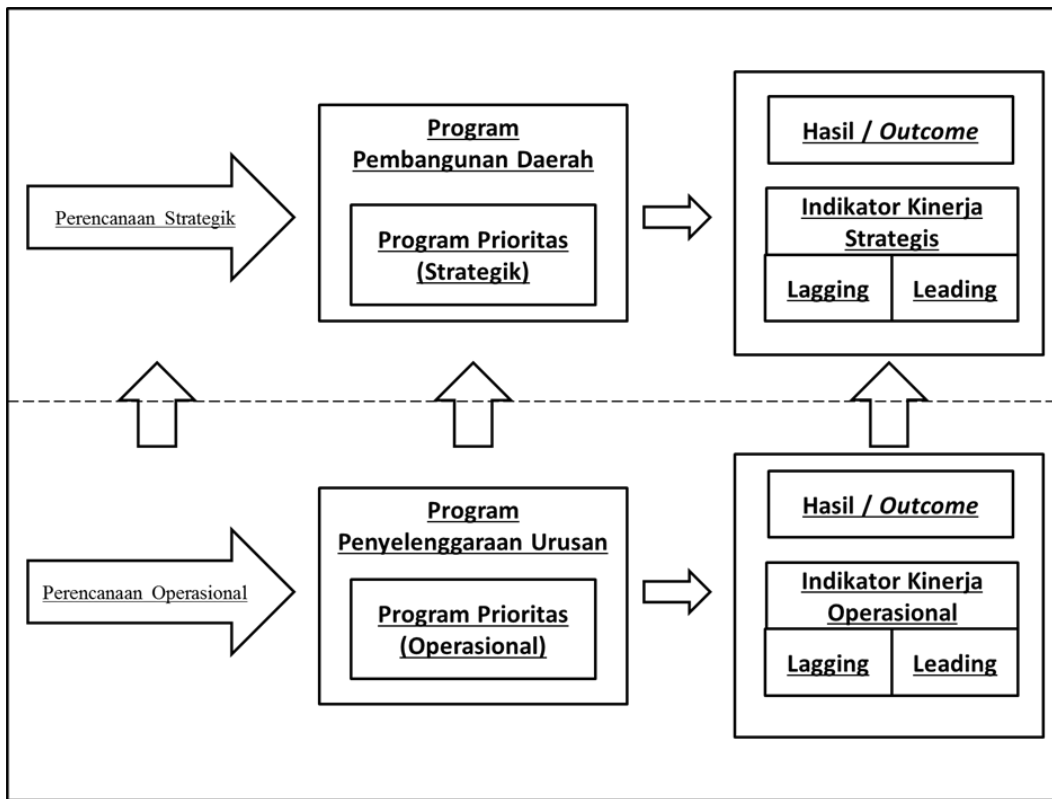 Perencanaan Strategik
Program
Pembangunan Daerah
Program Prioritas
(Strategik)
Hasil / Outcome
Indikator Kinerja
Strategis
Lagging
Leading
Perencanaan Operasional
Program
Penyelenggaraan Urusan
Program Prioritas
(Operasional)
Hasil / Outcome
Indikator Kinerja
Operasional
Lagging
Leading